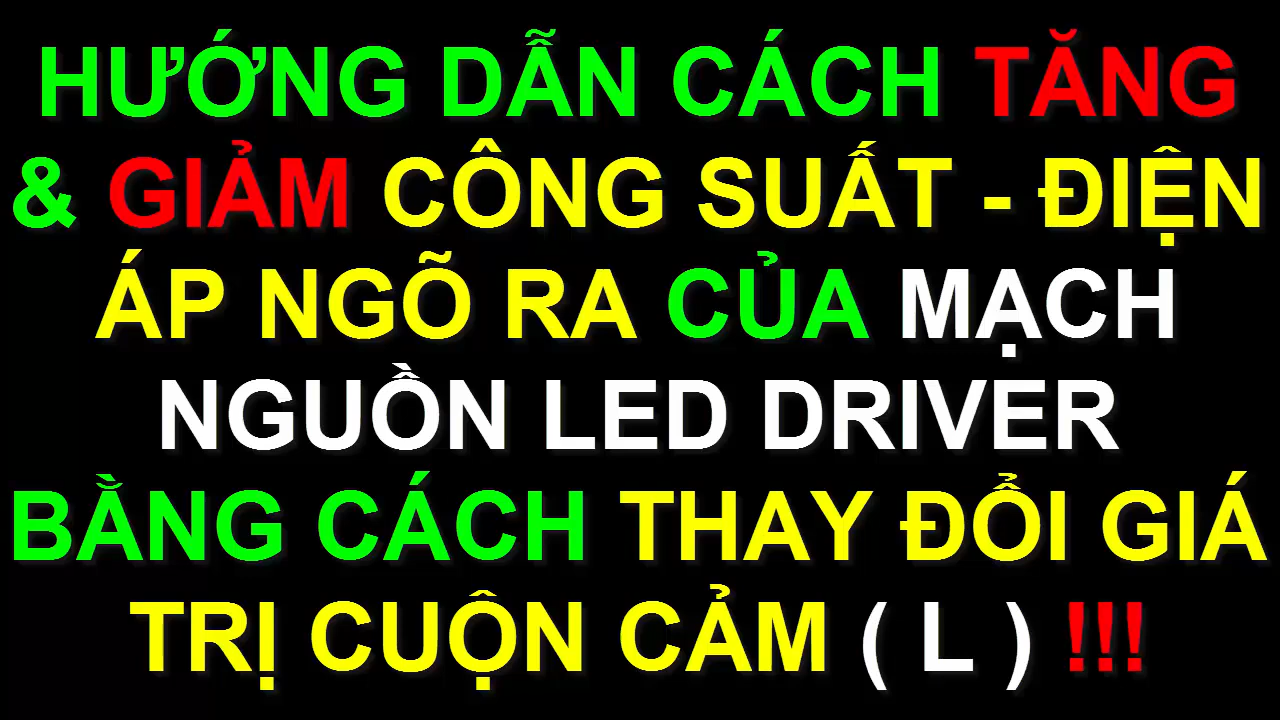 HƯỚNG DẪN CÁCH TĂNG
& GIẢM CÔNG SUẤT - ĐIỆN
ÁP NGÕ RA CỦA MẠCH
NGUỒN LED DRIVER
BẰNG CÁCH THAY ĐỔI GIÁ
TRỊ CUỘN CẢM ( L ) !!!